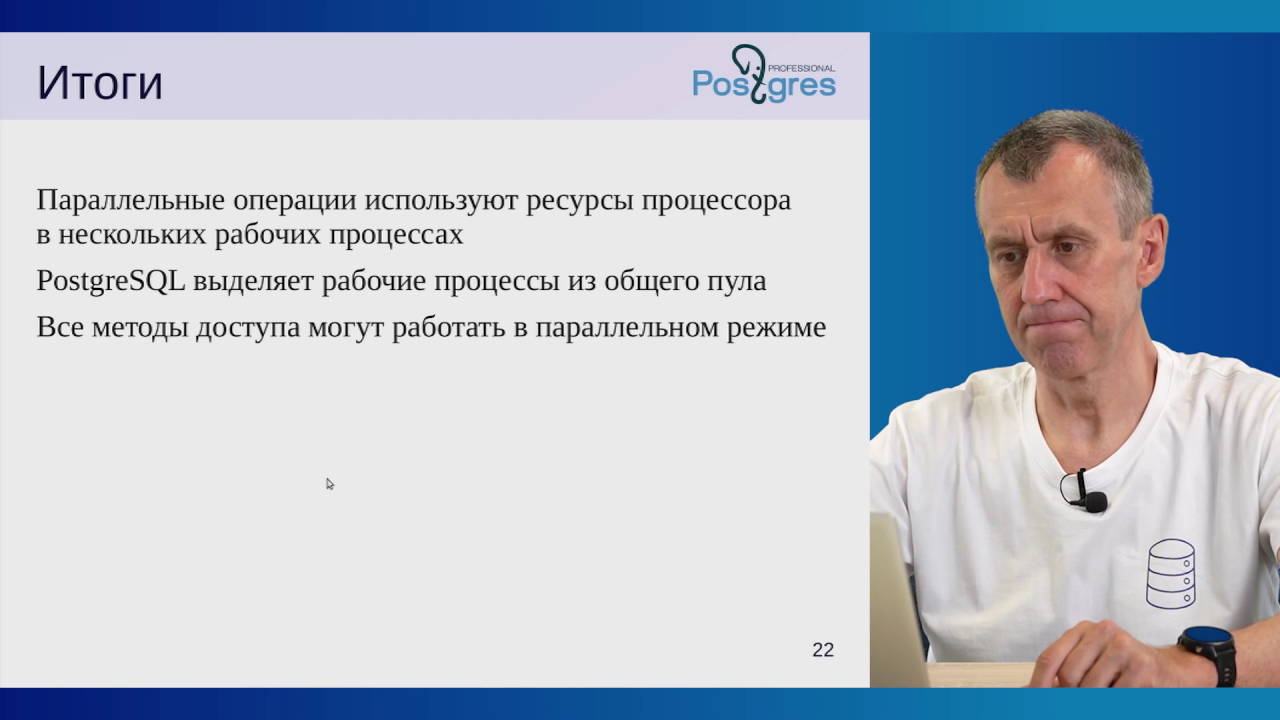 Итоги
PROFESSIONAL
Postgres
Параллельные операции используют ресурсы процессора
в нескольких рабочих процессах
PostgreSQL выделяет рабочие процессы из общего пула
Все методы доступа могут работать в параллельном режиме
22